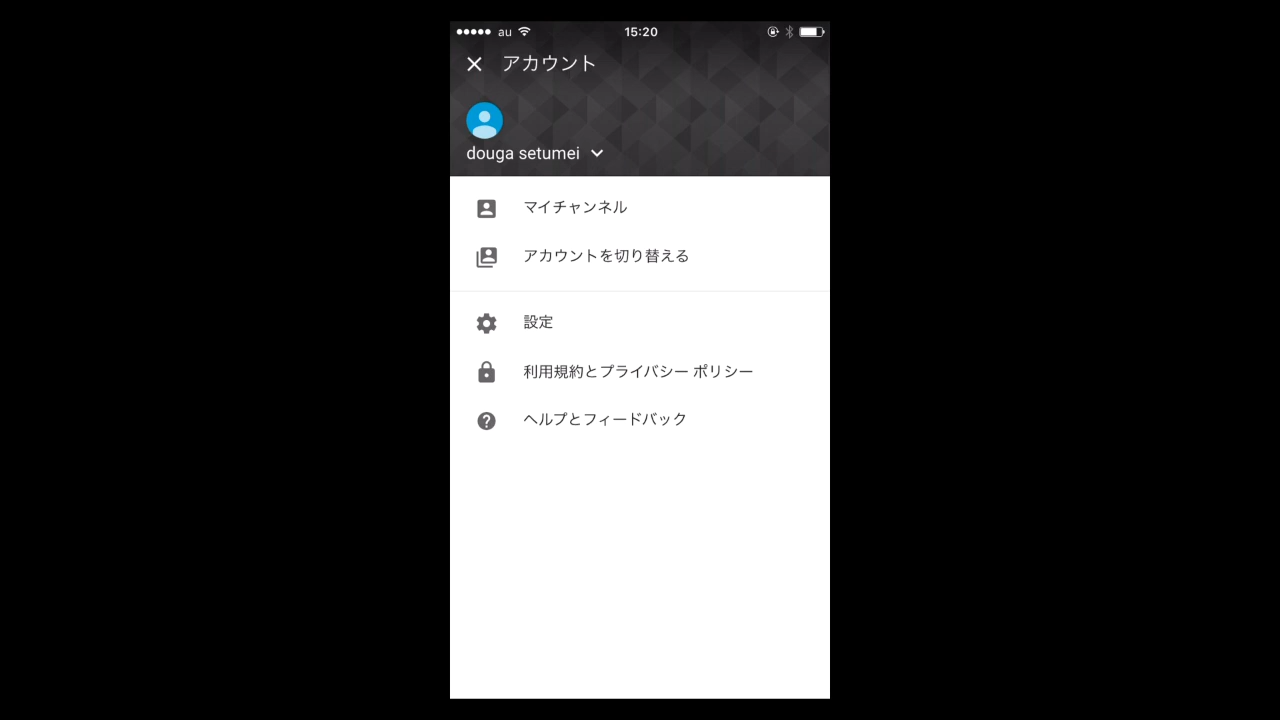 au 15:20
アカウント
douga setumei
マイチャンネル
アカウントを切り替える
設定
利用規約とプライバシー ポリシー
ヘルプとフィードバック